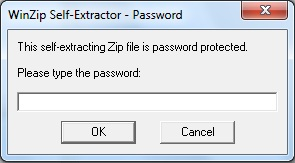 WinZip Self-Extractor - Password
This self-extracting Zip file is password protected.
Please type the password:
OK
Cancel